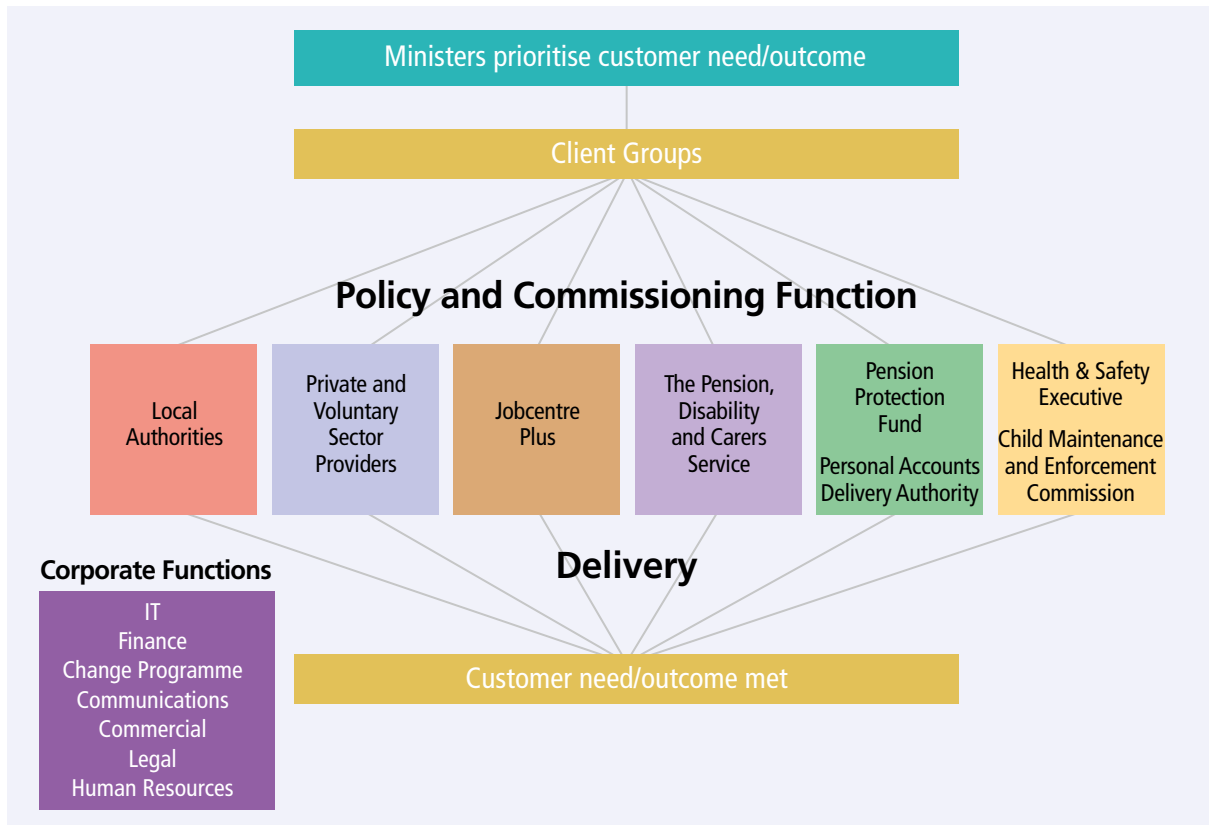 Ministers prioritise customer need/outcome
Client Groups
Policy and Commissioning Function
Local
Authorities
Private and
Voluntary
Sector
Providers
Jobcentre
Plus
The Pension,
Disability
and Carers
Service
Pension
Protection
Fund
Personal Accounts
Delivery Authority
Health & Safety
Executive
Child Maintenance
and Enforcement
Commission
Delivery
Corporate Functions
IT
Finance
Change Programme
Communications
Commercial
Legal
Human Resources
Customer need/outcome met